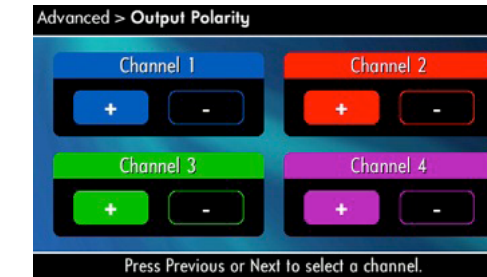 Advanced > Output Polarity
Channel 1
Channel 2
+ -
+ -
Channel 3
Channel 4
+ -
+ -
Press Previous or Next to select a channel.